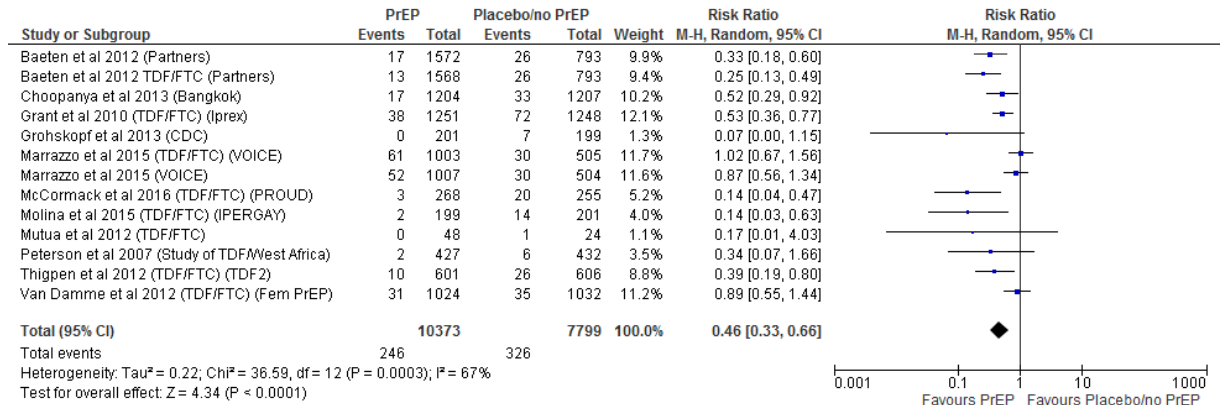 PrEP Placebo/no PrEP Risk Ratio Risk Ratio
Study or Subgroup Events Total Events Total Weight M-H, Random, 95% CI M-H, Random, 95% CI
Baeten et al 2012 (Partners) 17 1572 26 793 9.9% 0.33 [0.18, 0.60]
Baeten et al 2012 TDF/FTC (Partners) 13 1568 26 793 9.4% 0.25 [0.13, 0.49]
Choopanya et al 2013 (Bangkok) 17 1204 33 1207 10.2% 0.52 [0.29, 0.92]
Grant et al 2010 (TDF/FTC) (Iprex) 38 1251 72 1248 12.0% 0.53 [0.36, 0.77]
Grohskopf et al 2013 (CDC) 0 201 7 199 1.3% 0.07 [0.00, 1.15]
Marrazzo et al 2015 (TDF/FTC) (VOICE) 61 1003 30 505 11.7% 1.02 [0.67, 1.56]
Marrazzo et al 2015 (VOICE) 52 1007 30 504 11.6% 0.87 [0.56, 1.34]
McCormack et al 2016 (TDF/FTC) (PROUD) 3 268 20 255 5.2% 0.14 [0.04, 0.47]
Molina et al 2015 (TDF/FTC) (IPERGAY) 2 199 14 201 4.0% 0.14 [0.03, 0.63]
Mutua et al 2012 (TDF/FTC) 0 48 1 24 1.1% 0.17 [0.01, 4.03]
Peterson et al 2007 (Study of TDF/West Africa) 2 427 6 432 3.5% 0.34 [0.07, 1.66]
Thigpen et al 2012 (TDF/FTC) (TDF2) 10 601 26 606 8.8% 0.39 [0.19, 0.80]
Van Damme et al 2012 (TDF/FTC) (Fem PrEP) 31 1024 35 1032 11.2% 0.89 [0.55, 1.44]
Total (95% CI) 10373 7799 100.0% 0.46 [0.33, 0.66]
Total events 246 326
Heterogeneity: Tau² = 0.22; Chi² = 36.59, df = 12 (P = 0.0003); I² = 67%
Test for overall effect: Z = 4.34 (P < 0.0001)
0.001 0.1 1 10 1000
Favours PrEP Favours Placebo/no PrEP